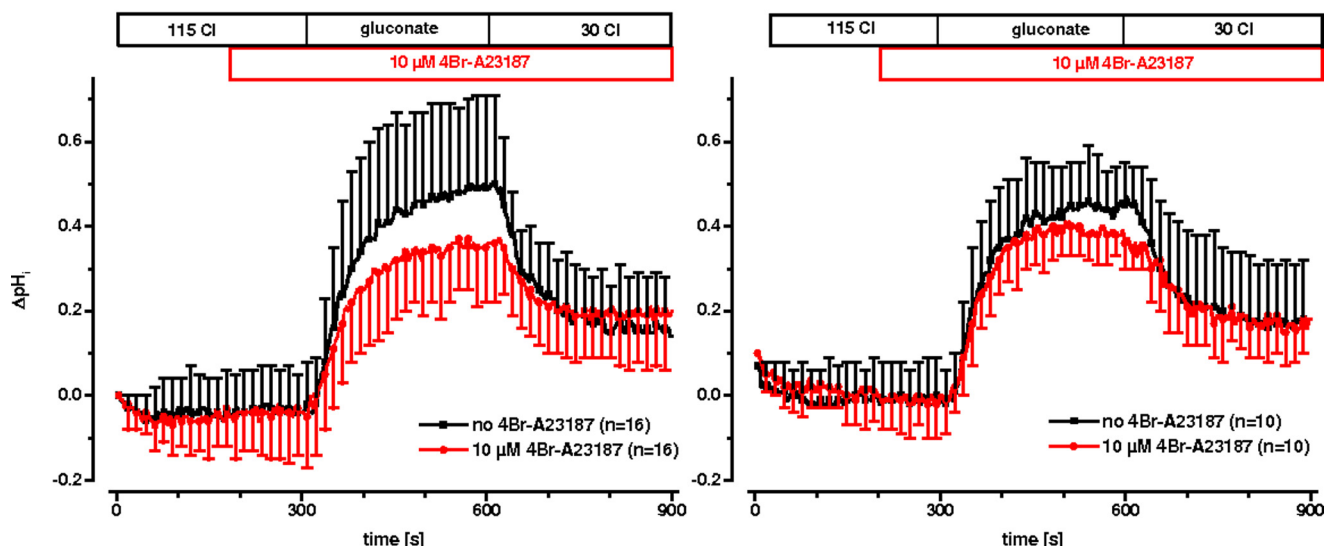 115 Cl gluconate 30 Cl
10 µM 4Br-A23187
0.6
0.4
0.2
0.0
-0.2
ΔpHi
no 4Br-A23187 (n=16)
10 µM 4Br-A23187 (n=16)
0 300 600 900
time [s]
115 Cl gluconate 30 Cl
10 µM 4Br-A23187
0.6
0.4
0.2
0.0
-0.2
no 4Br-A23187 (n=10)
10 µM 4Br-A23187 (n=10)
0 300 600 900
time [s]